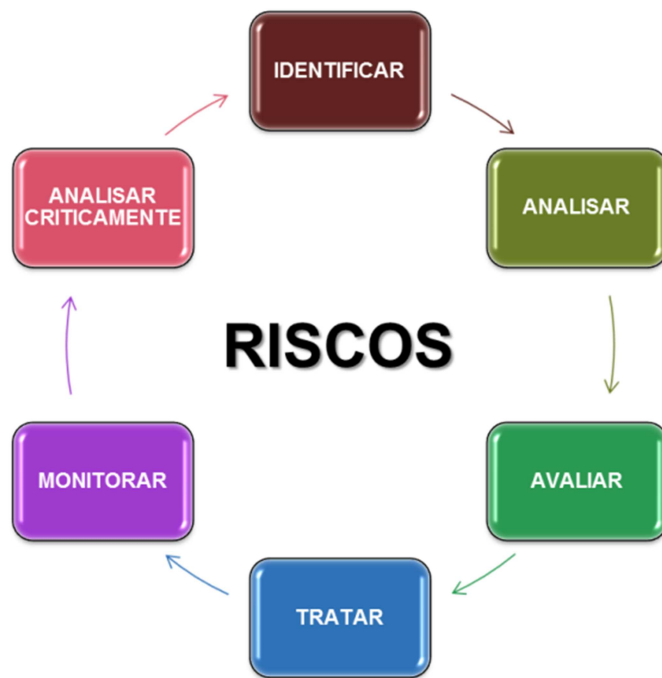 IDENTIFICAR
ANALISAR
AVALIAR
TRATAR
MONITORAR
ANALISAR
CRITICAMENTE
RISCOS